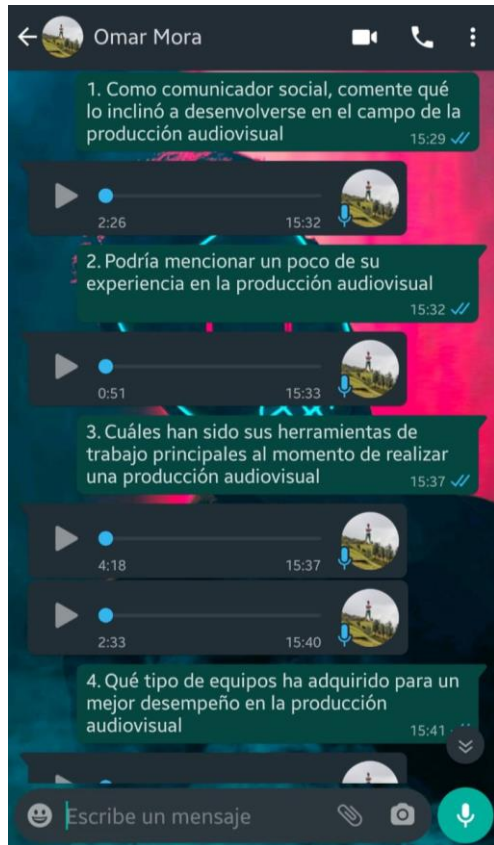 Omar Mora
1. Como comunicador social, comente qué
lo inclinó a desenvolverse en el campo de la
producción audiovisual
15:29
2:26 15:32
2. Podría mencionar un poco de su
experiencia en la producción audiovisual
15:32
0:51 15:33
3. Cuáles han sido sus herramientas de
trabajo principales al momento de realizar
una producción audiovisual
15:37
4:18 15:37
2:33 15:40
4. Qué tipo de equipos ha adquirido para un
mejor desempeño en la producción
audiovisual
15:41
Escribe un mensaje